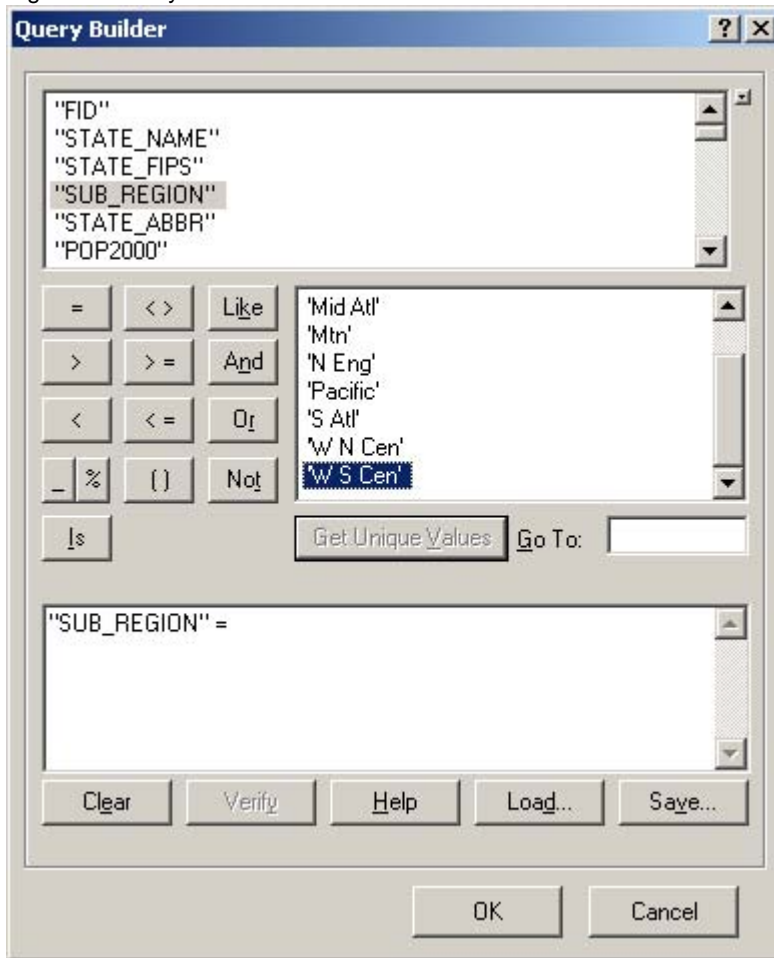 Query Builder
"FID"
"STATE_NAME"
"STATE_FIPS"
"SUB_REGION"
"STATE_ABBR"
"POP2000"
= < > Like
> > = And
< < = Or
_ % ( ) Not
Is
'Mid Atl'
'Mtn'
'N Eng'
'Pacific'
'S Atl'
'W N Cen'
'W S Cen'
Get Unique Values Go To:
"SUB_REGION" =
Clear Verify Help Load... Save...
OK Cancel